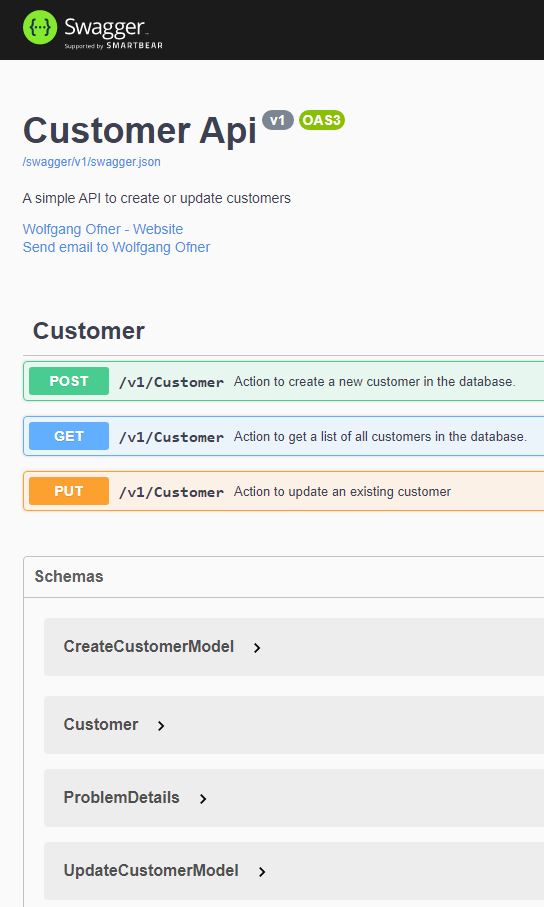 {···} Swagger
Supported by SMARTBEAR
Customer Api v1 OAS3
/swagger/v1/swagger.json
A simple API to create or update customers
Wolfgang Ofner - Website
Send email to Wolfgang Ofner
Customer
POST /v1/Customer Action to create a new customer in the database.
GET /v1/Customer Action to get a list of all customers in the database.
PUT /v1/Customer Action to update an existing customer
Schemas
CreateCustomerModel
Customer
ProblemDetails
UpdateCustomerModel